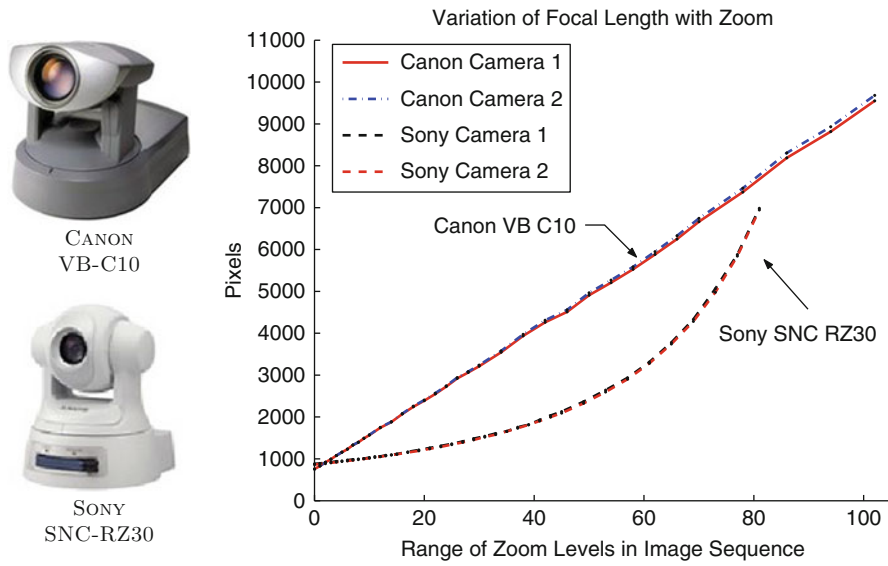 CANON
VB-C10
SONY
SNC-RZ30
Variation of Focal Length with Zoom
Canon Camera 1
Canon Camera 2
Sony Camera 1
Sony Camera 2
Canon VB C10
Sony SNC RZ30
Pixels
11000
10000
9000
8000
7000
6000
5000
4000
3000
2000
1000
0
0 20 40 60 80 100
Range of Zoom Levels in Image Sequence